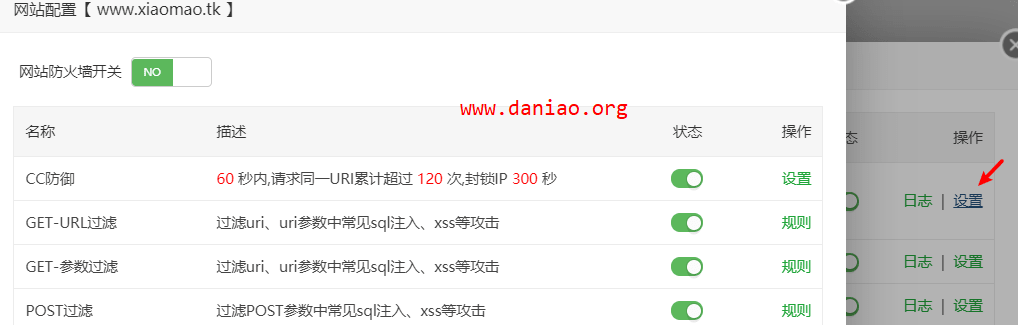 网站配置【 www.xiaomao.tk 】
网站防火墙开关 NO
www.daniao.org
名称 描述 状态 操作
CC防御 60 秒内,请求同一URI累计超过 120 次,封锁IP 300 秒 设置
GET-URL过滤 过滤uri、uri参数中常见sql注入、xss等攻击 规则
GET-参数过滤 过滤uri、uri参数中常见sql注入、xss等攻击 规则
POST过滤 过滤POST参数中常见sql注入、xss等攻击 规则
态 操作
日志 | 设置
日志 | 设置
日志 | 设置